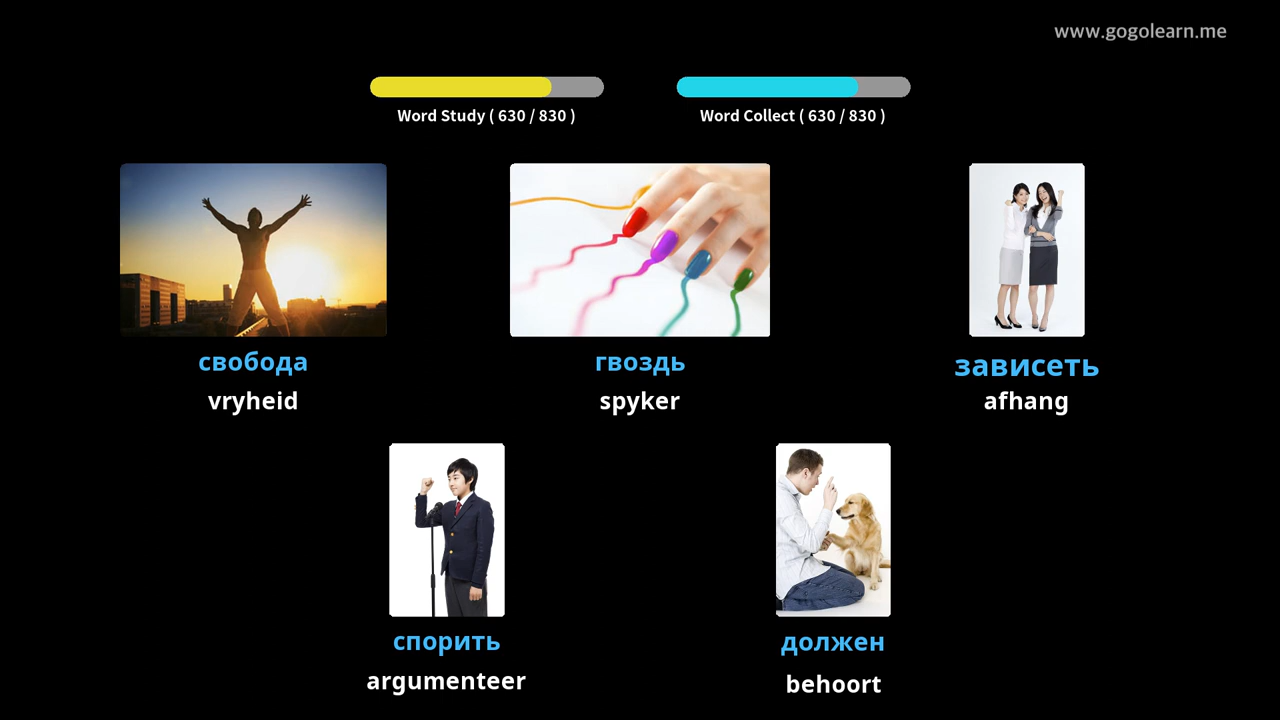 www.gogolearn.me
Word Study ( 630 / 830 )
Word Collect ( 630 / 830 )
свобода
vryheid
гвоздь
spyker
зависеть
afhang
спорить
argumenteer
должен
behoort